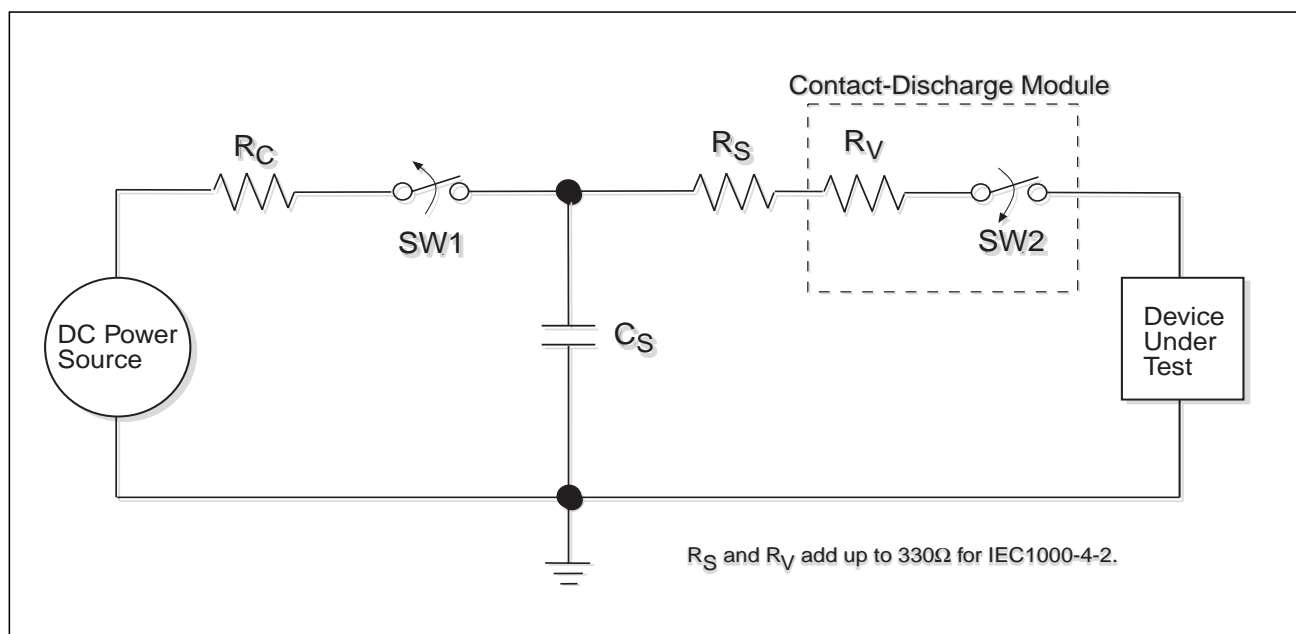 Contact-Discharge Module
RC
RS
RV
SW1
SW2
DC Power
Source
CS
Device
Under
Test
RS and RV add up to 330Ω for IEC1000-4-2.